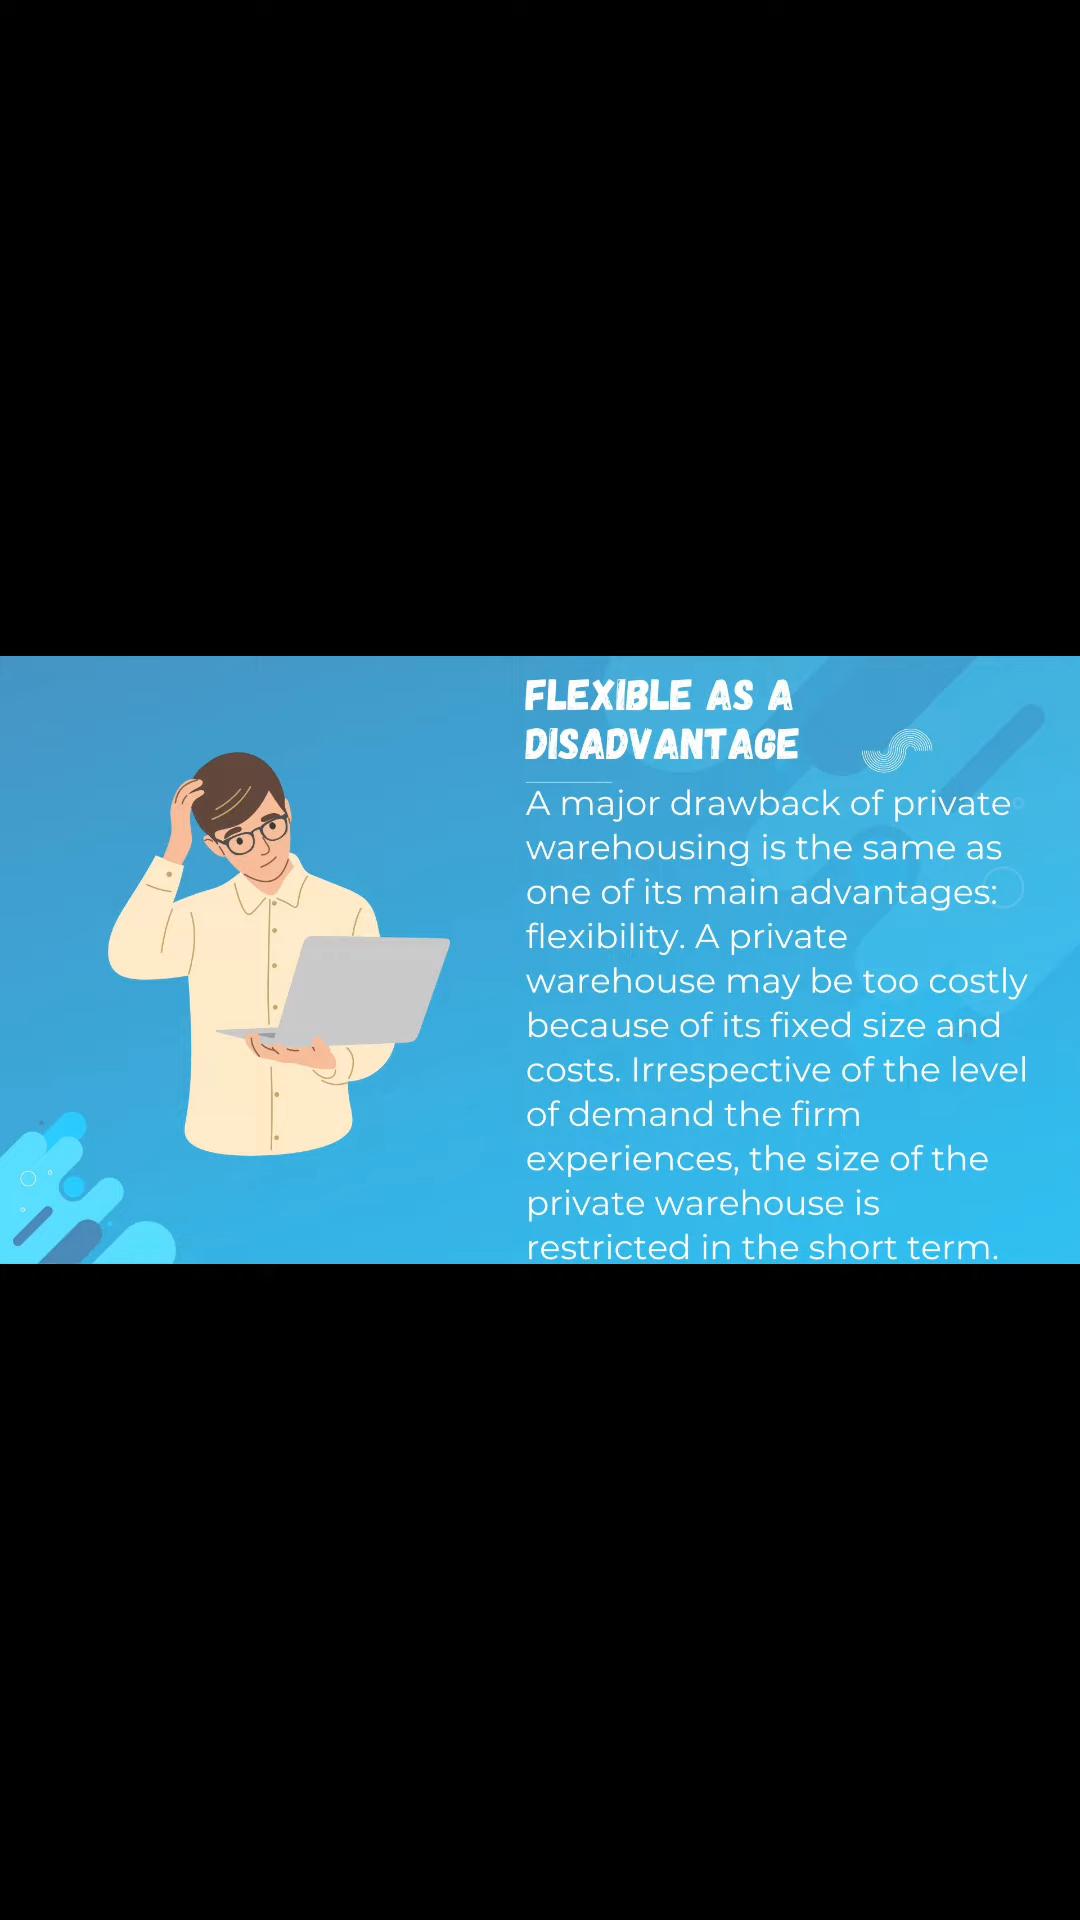 FLEXIBLE AS A
DISADVANTAGE
A major drawback of private
warehousing is the same as
one of its main advantages:
flexibility. A private
warehouse may be too costly
because of its fixed size and
costs. Irrespective of the level
of demand the firm
experiences, the size of the
private warehouse is
restricted in the short term.